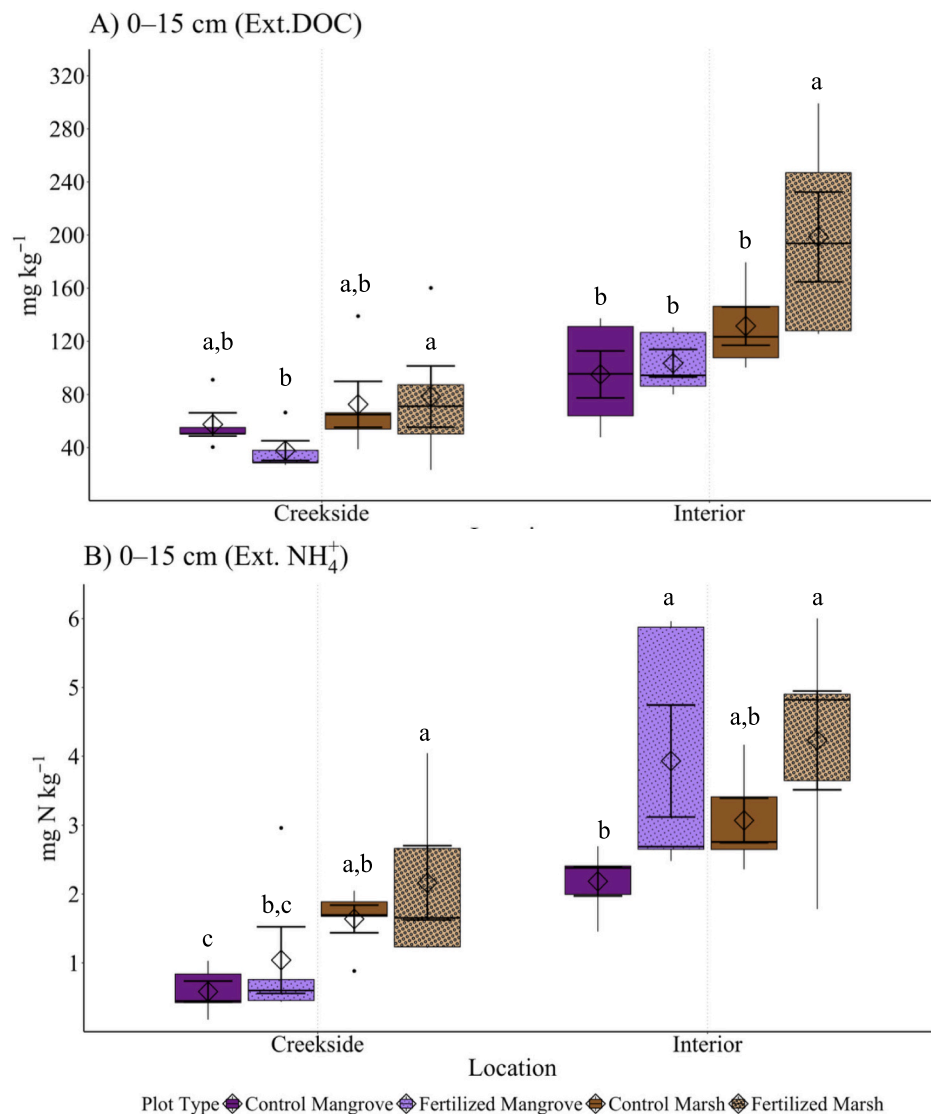 A) 0–15 cm (Ext.DOC)
320
280
240
200
160
120
80
40
mg kg⁻¹
a,b
b
a,b
a
b
b
b
a
Creekside
Interior
B) 0–15 cm (Ext. NH₄⁺)
6
5
4
3
2
1
mg N kg⁻¹
c
b,c
a,b
a
b
a
a,b
a
Creekside
Interior
Location
Plot Type Control Mangrove Fertilized Mangrove Control Marsh Fertilized Marsh